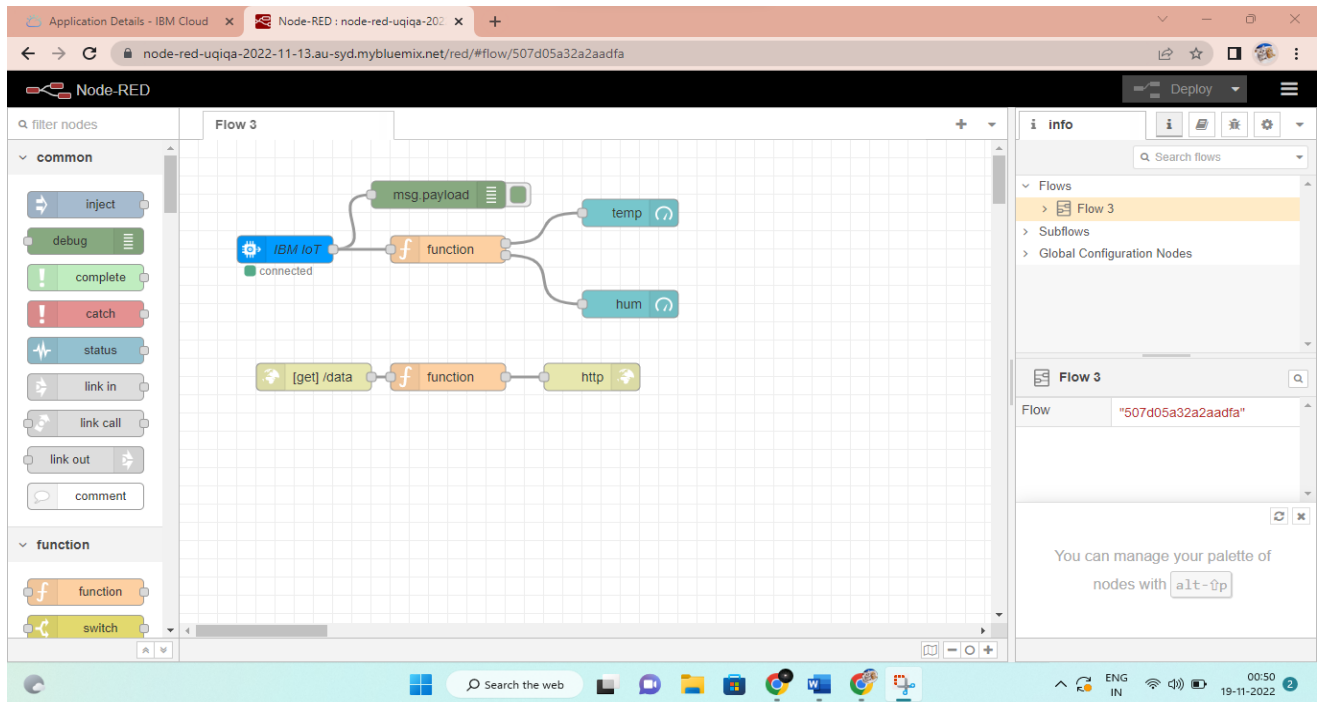 Application Details - IBM Cloud
Node-RED : node-red-uqiqa-202
node-red-uqiqa-2022-11-13.au-syd.mybluemix.net/red/#flow/507d05a32a2aadfa
Node-RED
Deploy
filter nodes
Flow 3
i info
i
common
Search flows
inject
debug
complete
catch
status
link in
link call
link out
comment
function
function
switch
msg.payload
temp
IBM IoT
function
connected
hum
[get] /data
function
http
Flows
Flow 3
Subflows
Global Configuration Nodes
Flow 3
Flow
"507d05a32a2aadfa"
You can manage your palette of
nodes with alt-⇧p
Search the web
ENG
IN
00:50
19-11-2022
2